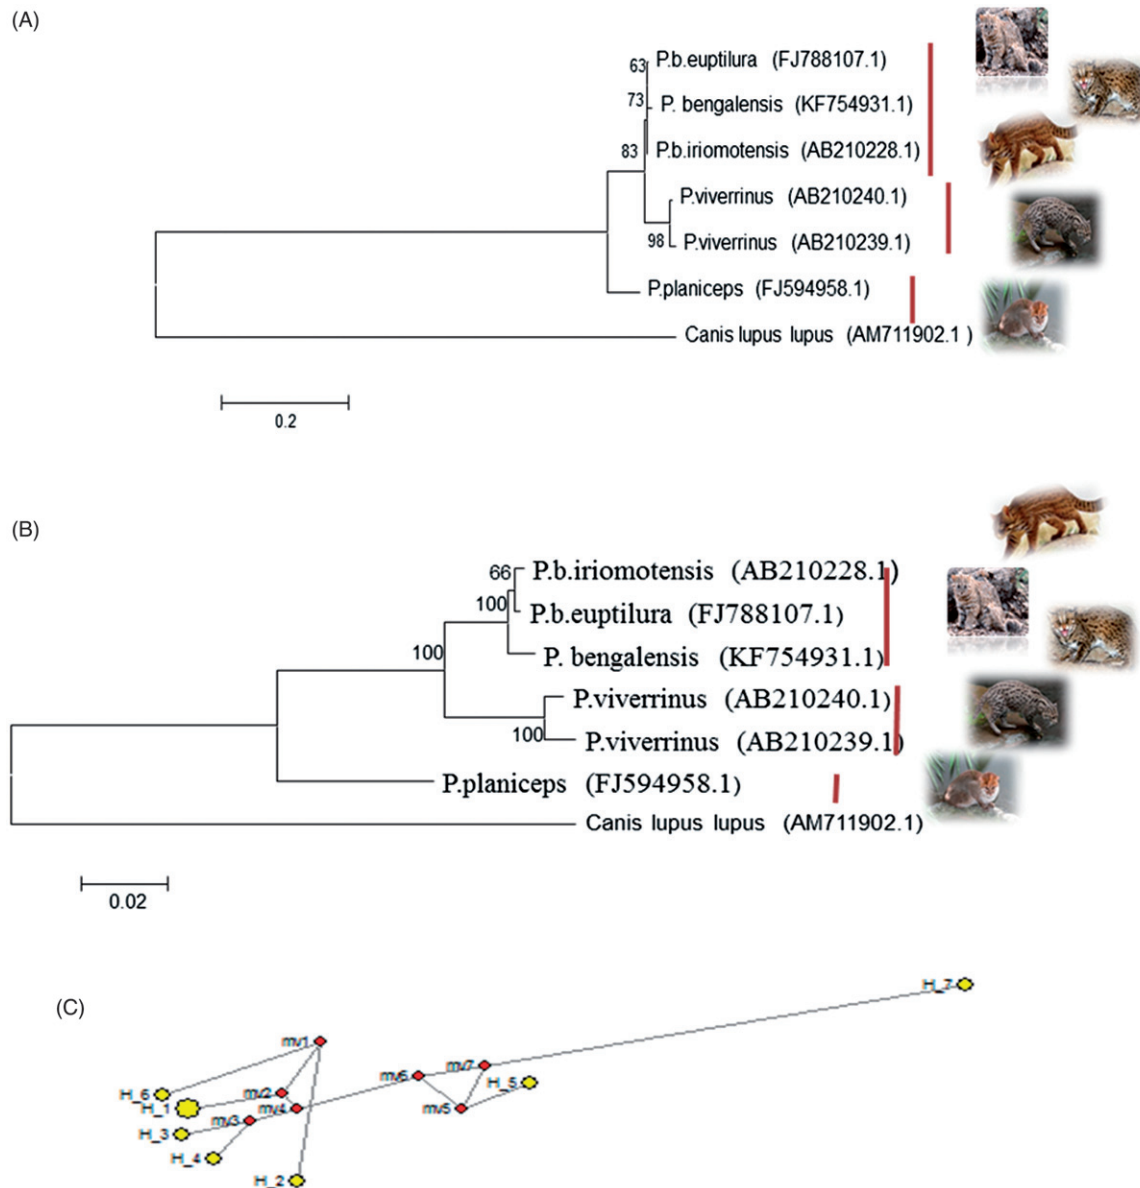 (A)
63
P.b.euptilura (FJ788107.1)
73
P. bengalensis (KF754931.1)
83
P.b.iriomotensis (AB210228.1)
P.viverrinus (AB210240.1)
98
P.viverrinus (AB210239.1)
P.planiceps (FJ594958.1)
Canis lupus lupus (AM711902.1 )
0.2
(B)
66
P.b.iriomotensis (AB210228.1)
100
P.b.euptilura (FJ788107.1)
100
P. bengalensis (KF754931.1)
P.viverrinus (AB210240.1)
100
P.viverrinus (AB210239.1)
P.planiceps (FJ594958.1)
Canis lupus lupus (AM711902.1)
0.02
(C)
H_7
mv1
mv7
mv6
H_5
H_6
mv2
H_1
mv4
mv5
mv3
H_3
H_4
H_2